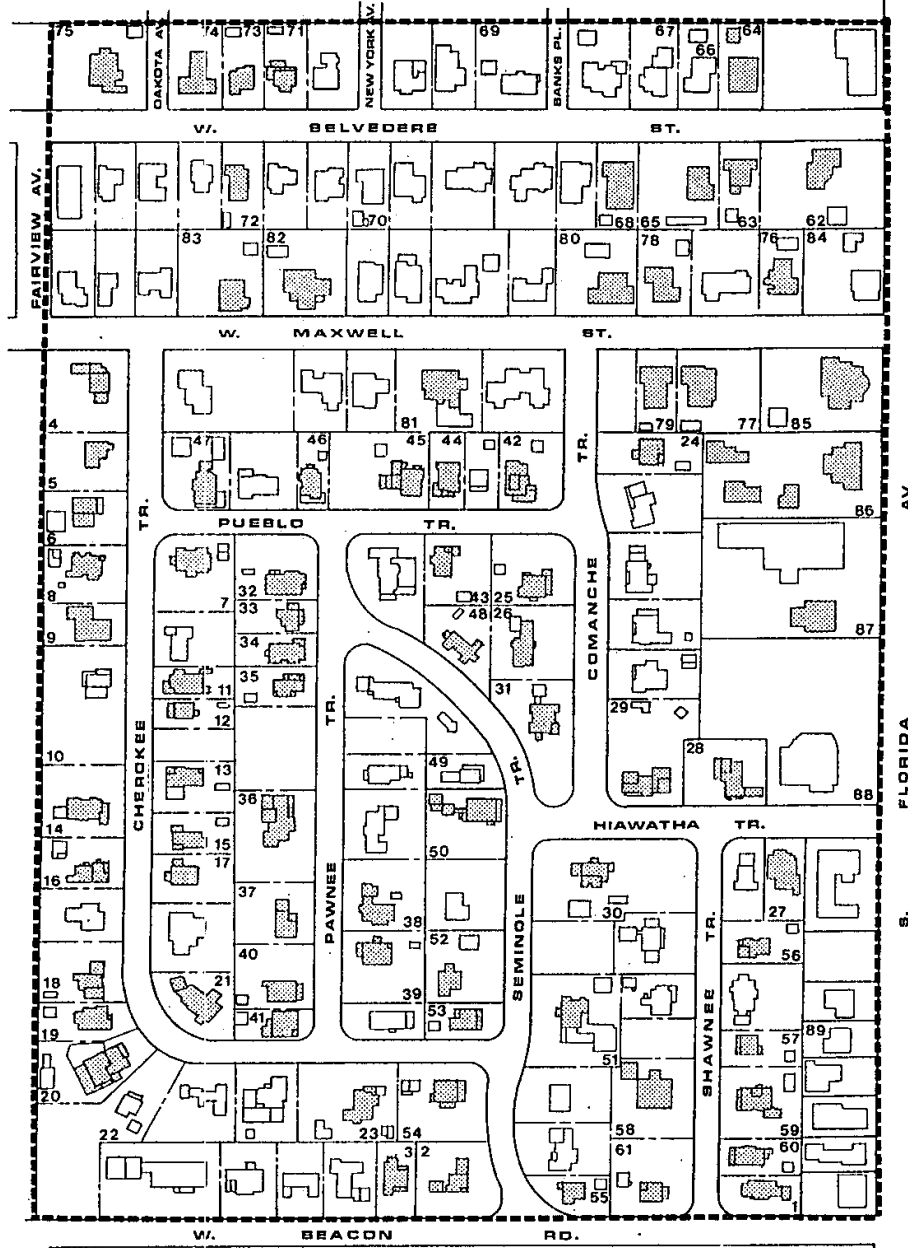 75
DAKOTA AV.
74 73 71
NEW YORK AV.
69
BANKS PL.
67 66 64
W. BELVEDERE ST.
FAIRVIEW AV.
72 70 68 65 63 62
83 82 80 78 76 84
W. MAXWELL ST.
4 81 79 77 85
47 46 45 44 42 24
TR.
5
86
TR.
PUEBLO TR.
AV
6
8 7 32 43 25
33 48 26
COMANCHE
9 34 87
35 31
11
12 29
TR.
10 49 28
CHEROKEE
TR.
FLORIDA
13 36 88
14 15 50
HIAWATHA TR.
16 17
37 38 30 27
PAWNEE
SEMINOLE
TR.
S.
40 52 56
18 21 39
SHAWNEE
19 41 53 51 57 89
20
22 23 54 58 59
3 2 61 60
55 1
W. BEACON RD.